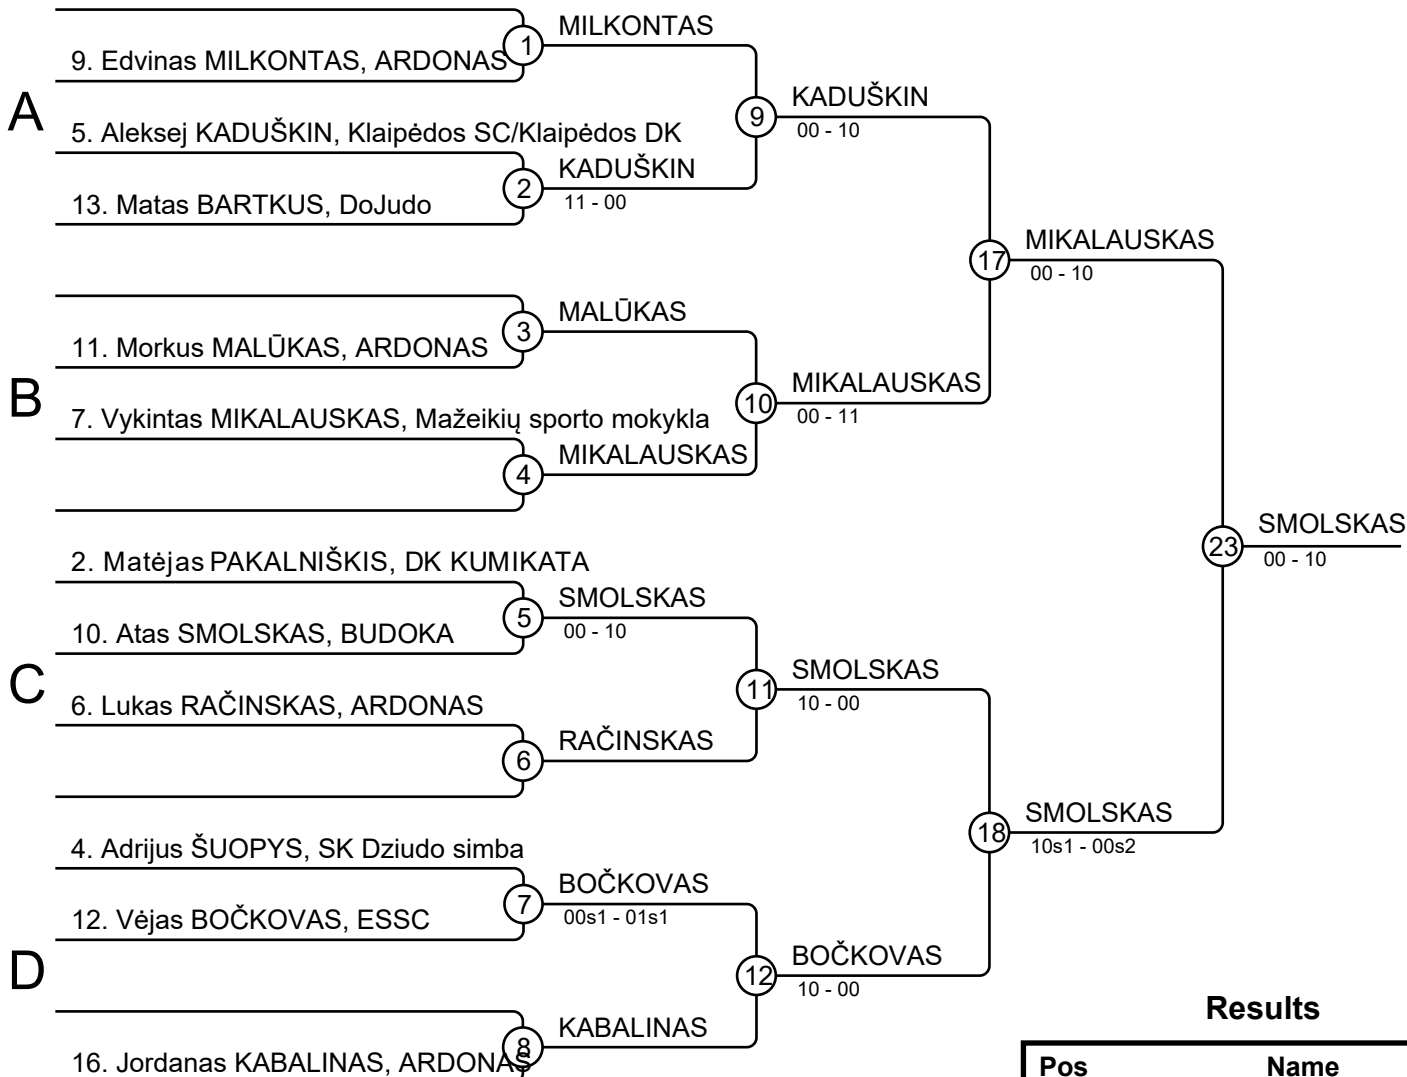 MILKONTAS
1
9. Edvinas MILKONTAS, ARDONAS
KADUŠKIN
A
9
00 - 10
5. Aleksej KADUŠKIN, Klaipėdos SC/Klaipėdos DK
KADUŠKIN
2
11 - 00
13. Matas BARTKUS, DoJudo
MIKALAUSKAS
17
00 - 10
MALŪKAS
3
11. Morkus MALŪKAS, ARDONAS
MIKALAUSKAS
B
10
00 - 11
7. Vykintas MIKALAUSKAS, Mažeikių sporto mokykla
MIKALAUSKAS
4
SMOLSKAS
23
00 - 10
2. Matėjas PAKALNIŠKIS, DK KUMIKATA
SMOLSKAS
5
00 - 10
10. Atas SMOLSKAS, BUDOKA
SMOLSKAS
C
11
10 - 00
6. Lukas RAČINSKAS, ARDONAS
RAČINSKAS
6
SMOLSKAS
18
10s1 - 00s2
4. Adrijus ŠUOPYS, SK Dziudo simba
BOČKOVAS
7
00s1 - 01s1
12. Vėjas BOČKOVAS, ESSC
BOČKOVAS
D
12
10 - 00
Results
KABALINAS
8
16. Jordanas KABALINAS, ARDONAS
Pos Name